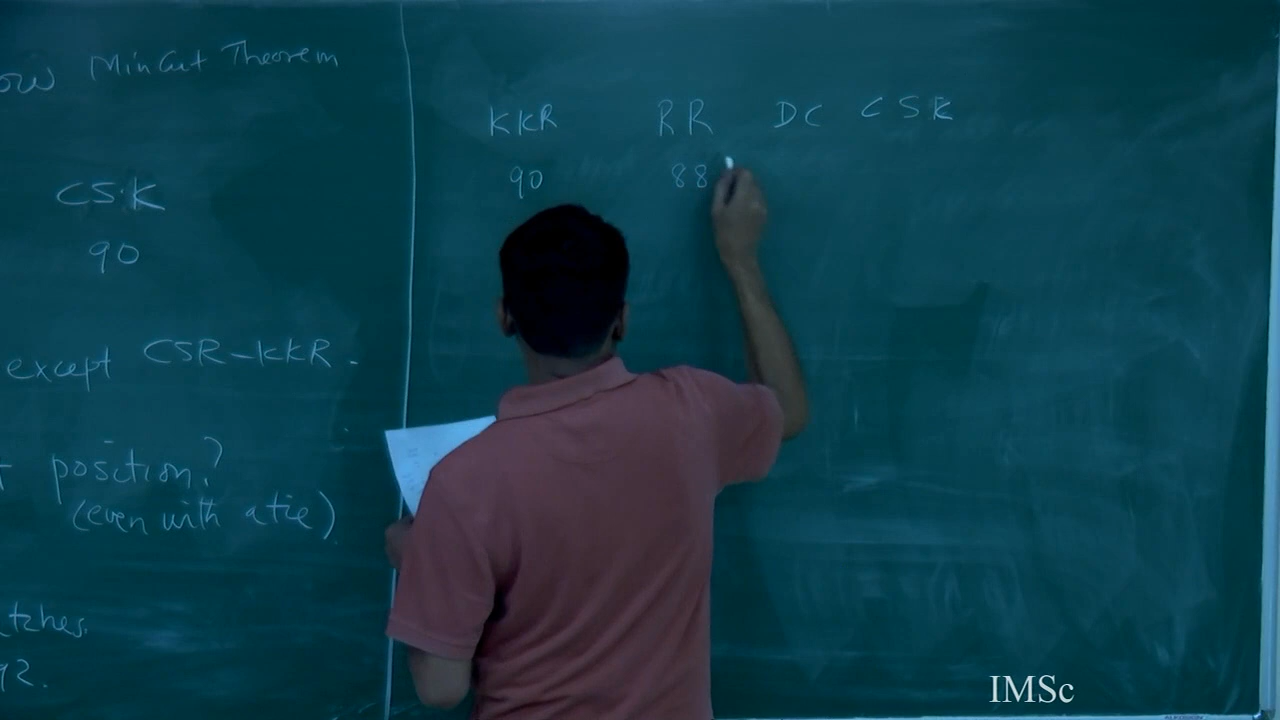 ow MinCut Theorem
CSK
90
except CSR-KKR.
t position?
(even with a tie)
tches.
92.
KKR RR DC CSK
90 88
IMSc